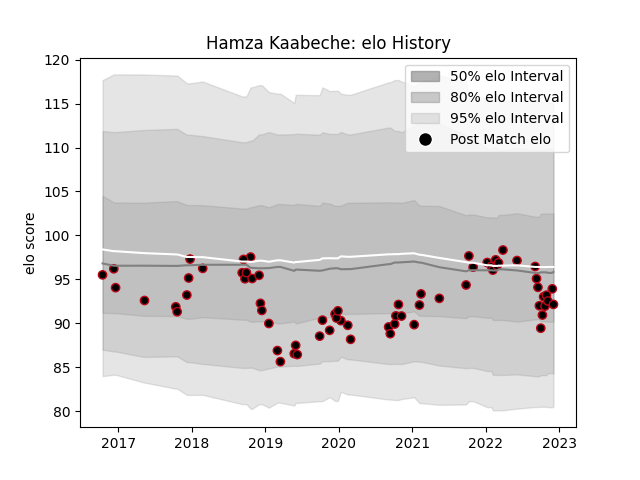 Hamza Kaabeche: elo History
50% elo Interval
80% elo Interval
95% elo Interval
Post Match elo
elo score
120
115
110
105
100
95
90
85
80
2017 2018 2019 2020 2021 2022 2023